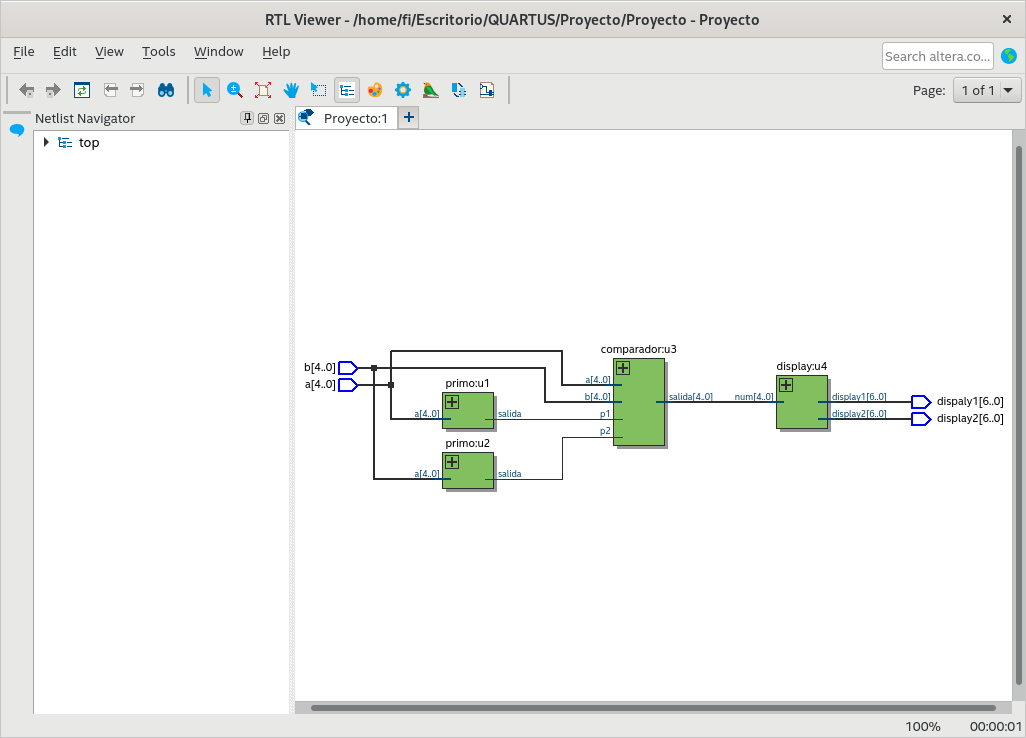 RTL Viewer - /home/fi/Escritorio/QUARTUS/Proyecto/Proyecto - Proyecto
File Edit View Tools Window Help
Search altera.co...
Page: 1 of 1
Netlist Navigator
Proyecto:1
top
b[4..0]
a[4..0]
primo:u1
a[4..0]
salida
primo:u2
a[4..0]
salida
comparador:u3
a[4..0]
b[4..0]
p1
p2
salida[4..0]
display:u4
num[4..0]
display1[6..0]
display2[6..0]
dispaly1[6..0]
display2[6..0]
100% 00:00:01